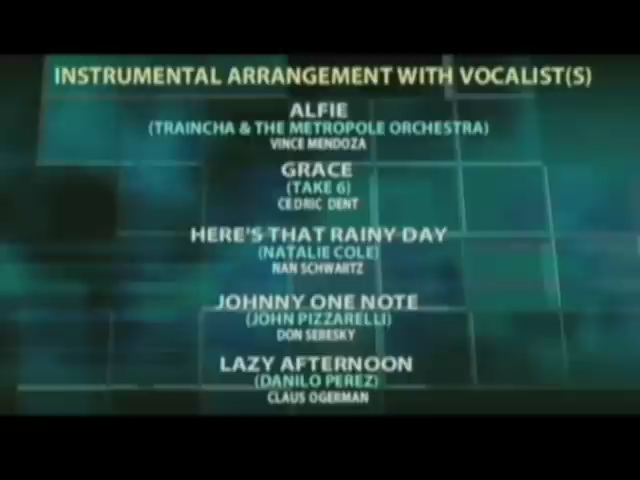 INSTRUMENTAL ARRANGEMENT WITH VOCALIST(S)
ALFIE
(TRAINCHA & THE METROPOLE ORCHESTRA)
VINCE MENDOZA
GRACE
(TAKE 6)
CEDRIC DENT
HERE'S THAT RAINY DAY
(NATALIE COLE)
NAN SCHWARTZ
JOHNNY ONE NOTE
(JOHN PIZZARELLI)
DON SEBESKY
LAZY AFTERNOON
(DANILO PEREZ)
CLAUS OGERMAN